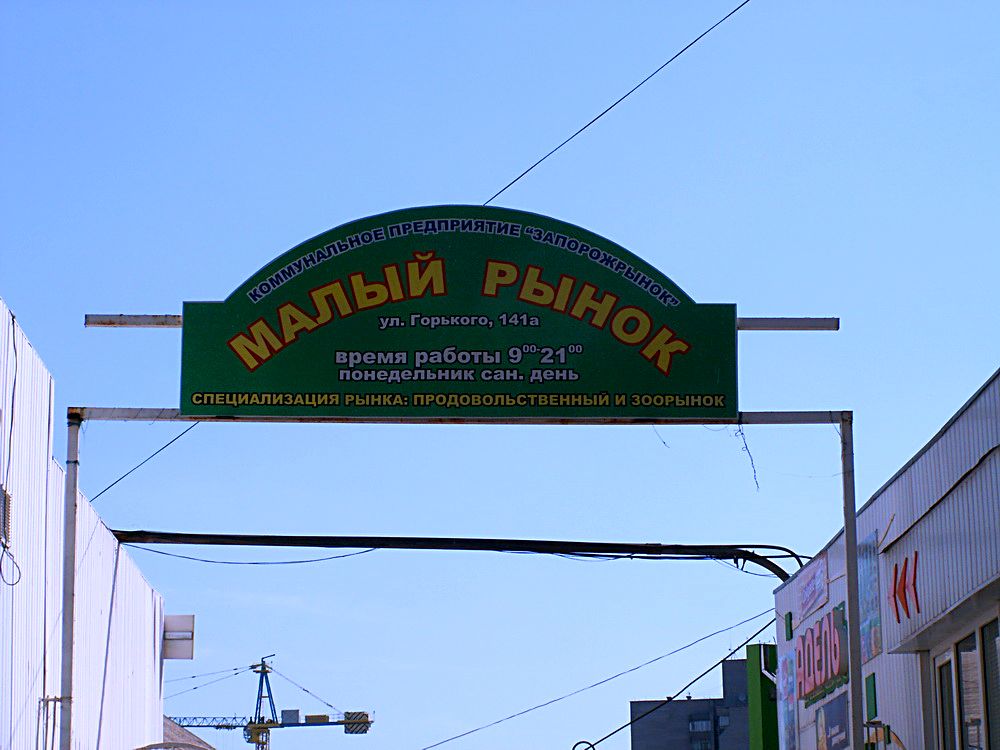 КОММУНАЛЬНОЕ ПРЕДПРИЯТИЕ "ЗАПОРОЖРЫНОК"
МАЛЫЙ РЫНОК
ул. Горького, 141а
время работы 9⁰⁰-21⁰⁰
понедельник сан. день
СПЕЦИАЛИЗАЦИЯ РЫНКА: ПРОДОВОЛЬСТВЕННЫЙ И ЗООРЫНОК
АДЕЛЬ